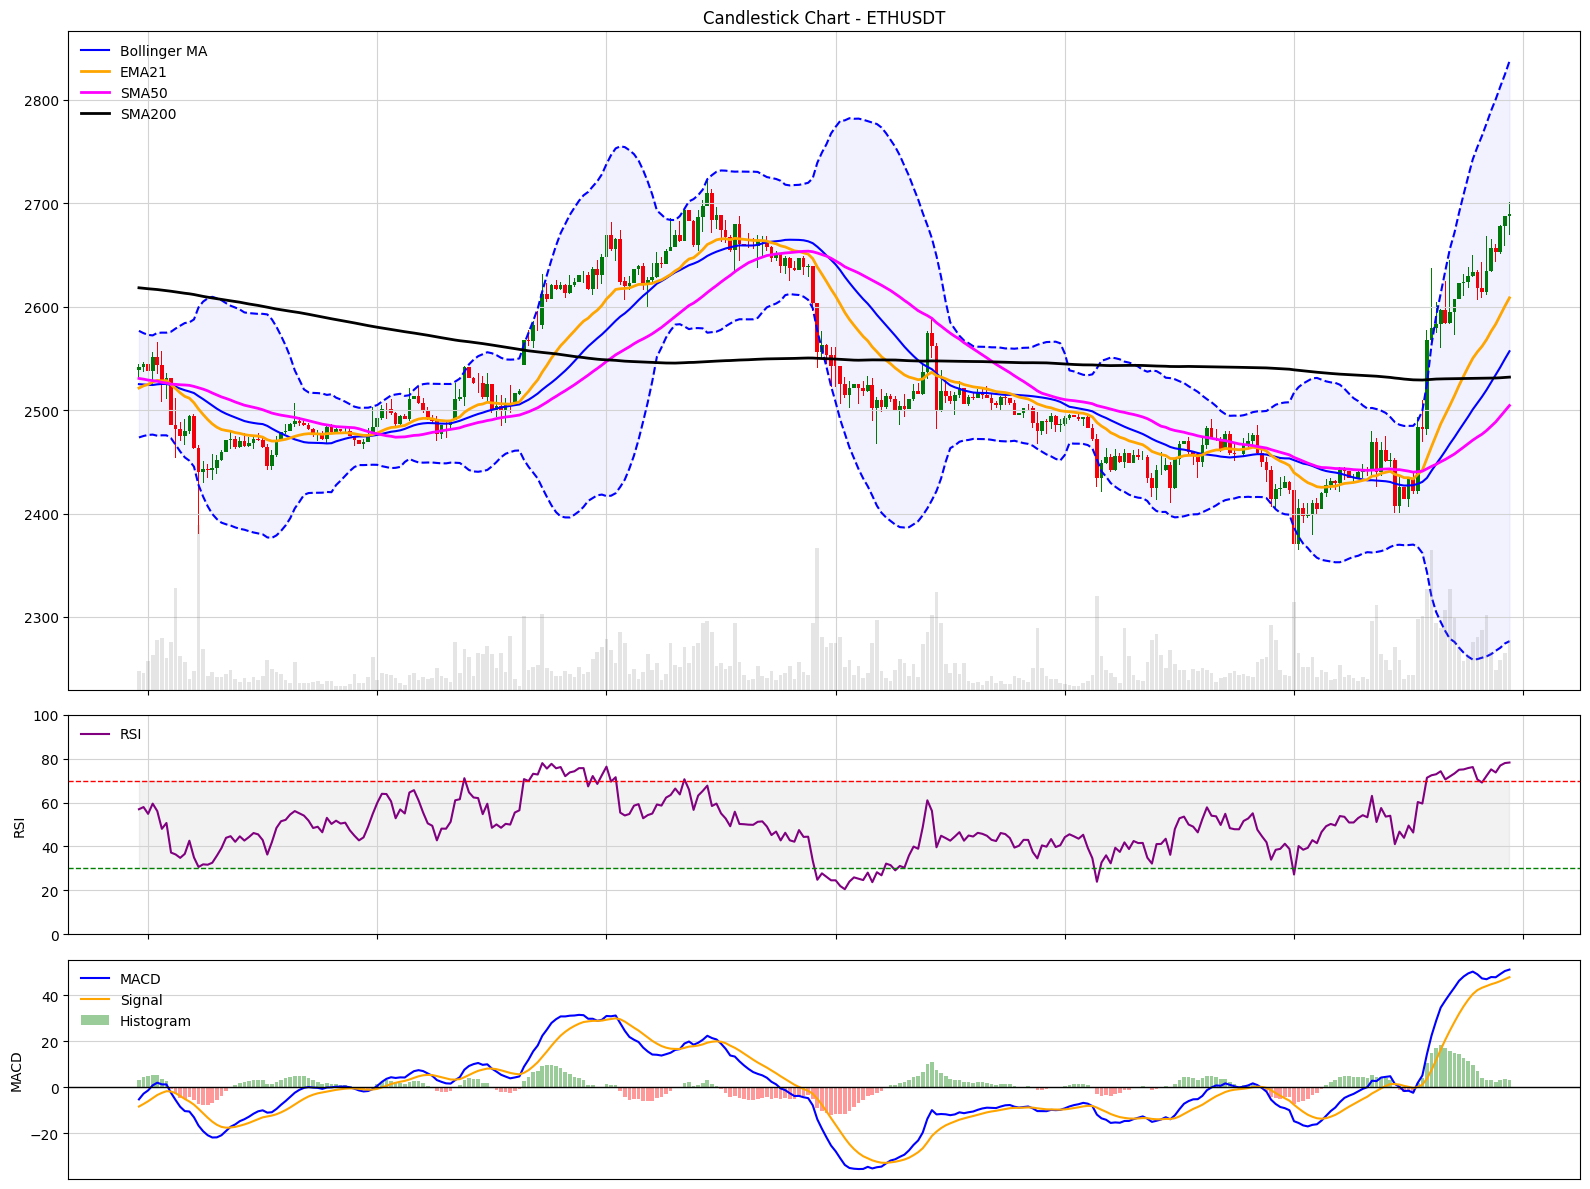 Candlestick Chart - ETHUSDT
Bollinger MA
EMA21
SMA50
SMA200
2800
2700
2600
2500
2400
2300
RSI
100
80
60
40
20
0
RSI
MACD
Signal
Histogram
40
20
0
−20
MACD